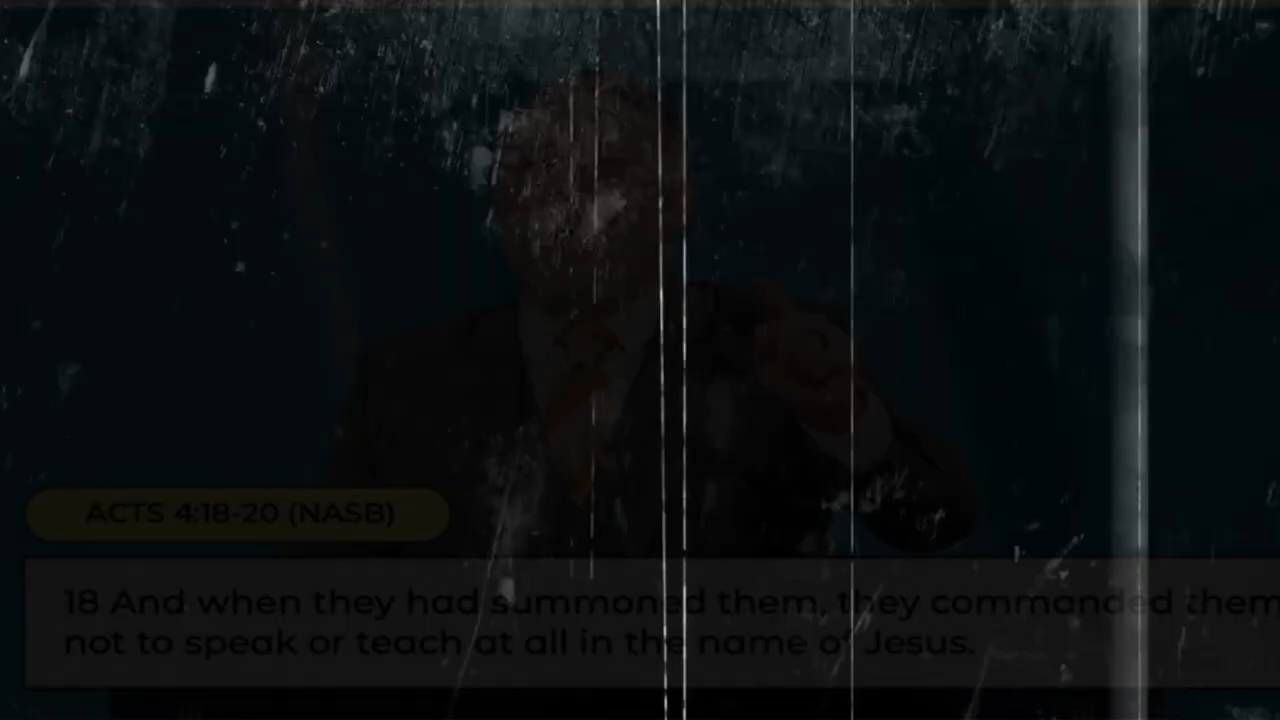 ACTS 4:18-20 (NASB)
18 And when they had summoned them, they commanded them
not to speak or teach at all in the name of Jesus.